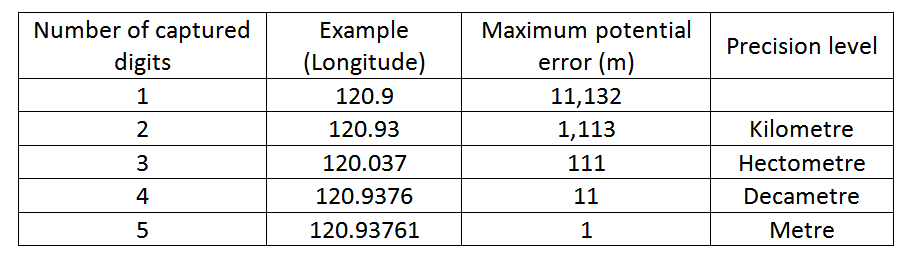 Number of captured digits Example (Longitude) Maximum potential error (m) Precision level
1 120.9 11,132
2 120.93 1,113 Kilometre
3 120.037 111 Hectometre
4 120.9376 11 Decametre
5 120.93761 1 Metre